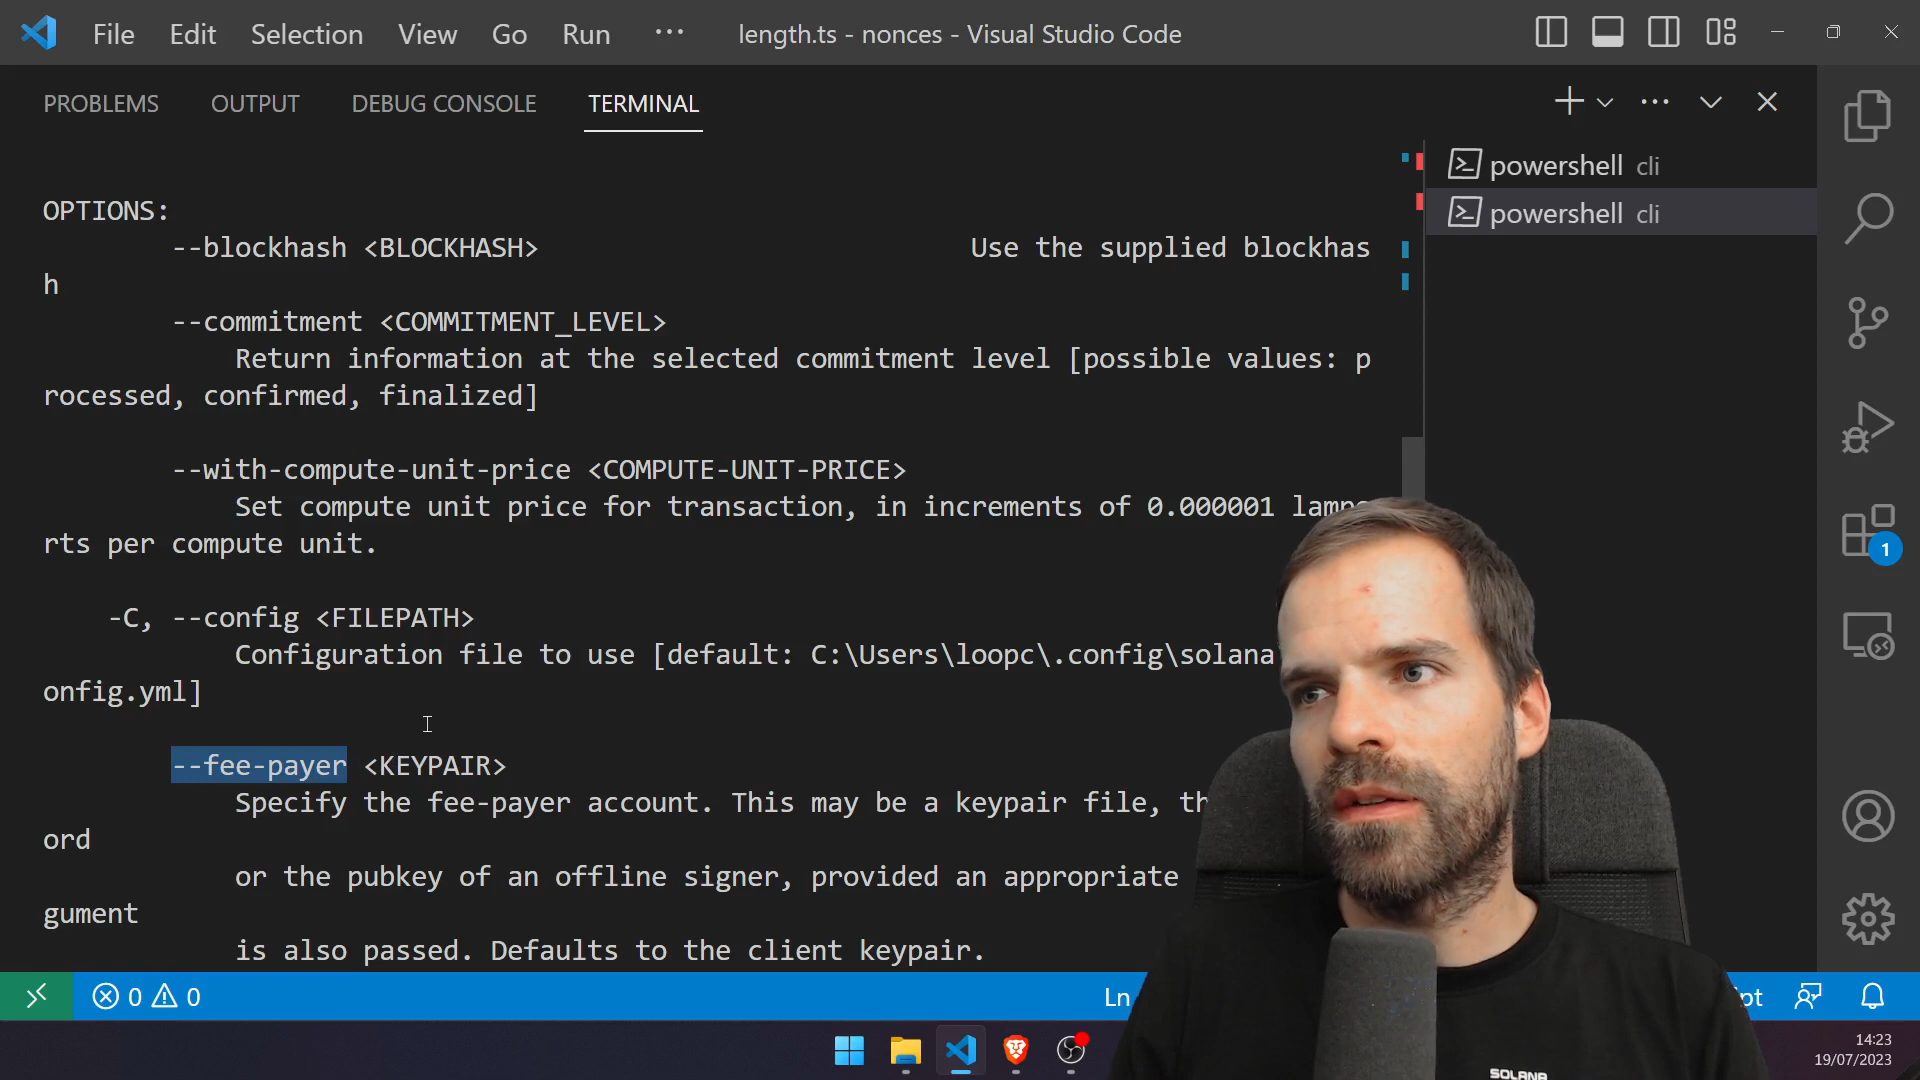 File Edit Selection View Go Run ··· length.ts - nonces - Visual Studio Code
PROBLEMS OUTPUT DEBUG CONSOLE TERMINAL
powershell cli
powershell cli
OPTIONS:
--blockhash <BLOCKHASH> Use the supplied blockhas
h
--commitment <COMMITMENT_LEVEL>
Return information at the selected commitment level [possible values: p
rocessed, confirmed, finalized]
--with-compute-unit-price <COMPUTE-UNIT-PRICE>
Set compute unit price for transaction, in increments of 0.000001 lampo
rts per compute unit.
-C, --config <FILEPATH>
Configuration file to use [default: C:\Users\loopc\.config\solana
onfig.yml]
--fee-payer <KEYPAIR>
Specify the fee-payer account. This may be a keypair file, th
ord
or the pubkey of an offline signer, provided an appropriate
gument
is also passed. Defaults to the client keypair.
1
0 0 Ln
14:23
19/07/2023
SOLANA